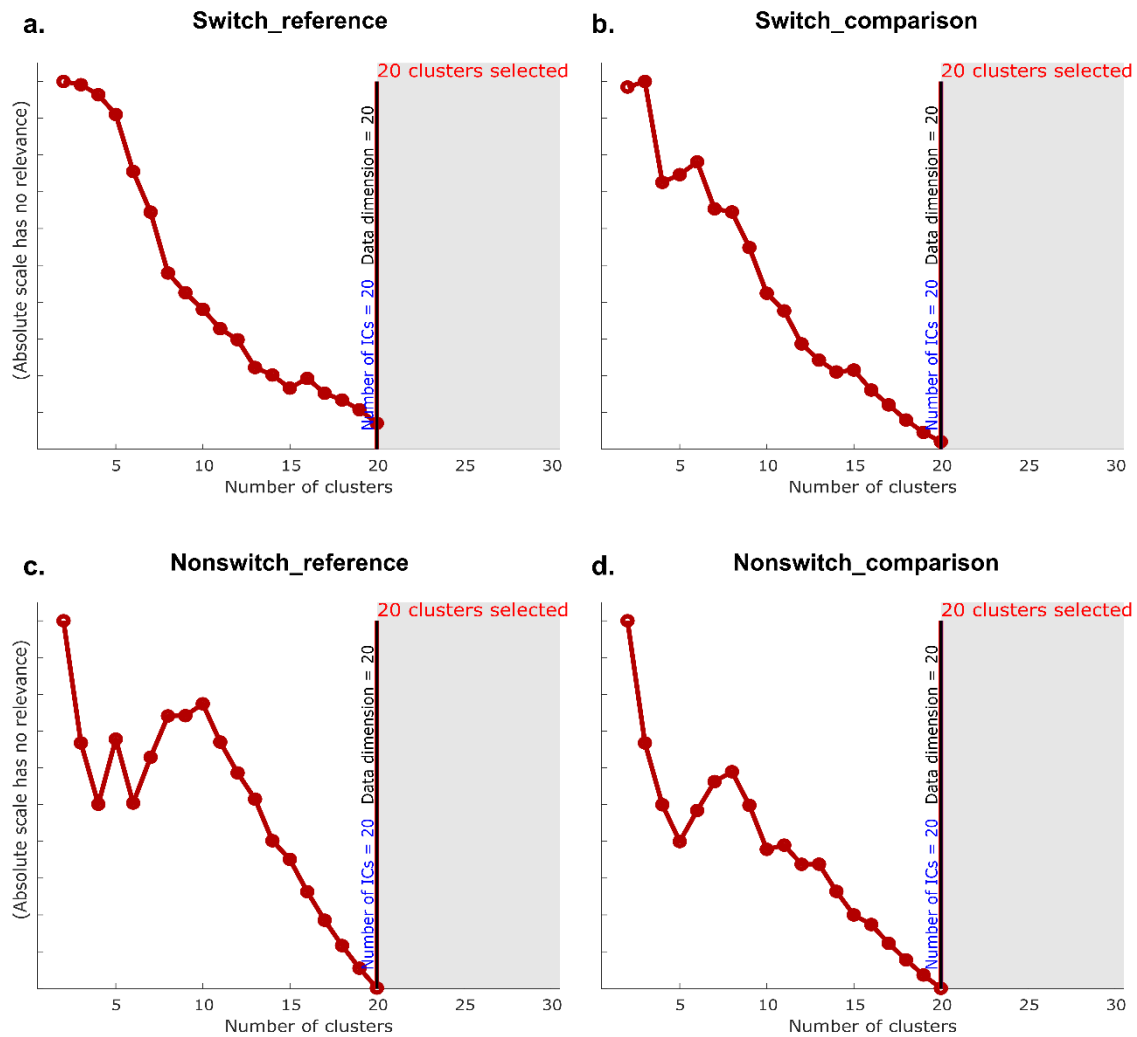 a.
Switch_reference
20 clusters selected
(Absolute scale has no relevance)
Number of ICs = 20
Data dimension = 20
5
10
15
20
25
30
Number of clusters
b.
Switch_comparison
20 clusters selected
Number of ICs = 20
Data dimension = 20
5
10
15
20
25
30
Number of clusters
c.
Nonswitch_reference
20 clusters selected
(Absolute scale has no relevance)
Number of ICs = 20
Data dimension = 20
5
10
15
20
25
30
Number of clusters
d.
Nonswitch_comparison
20 clusters selected
Number of ICs = 20
Data dimension = 20
5
10
15
20
25
30
Number of clusters